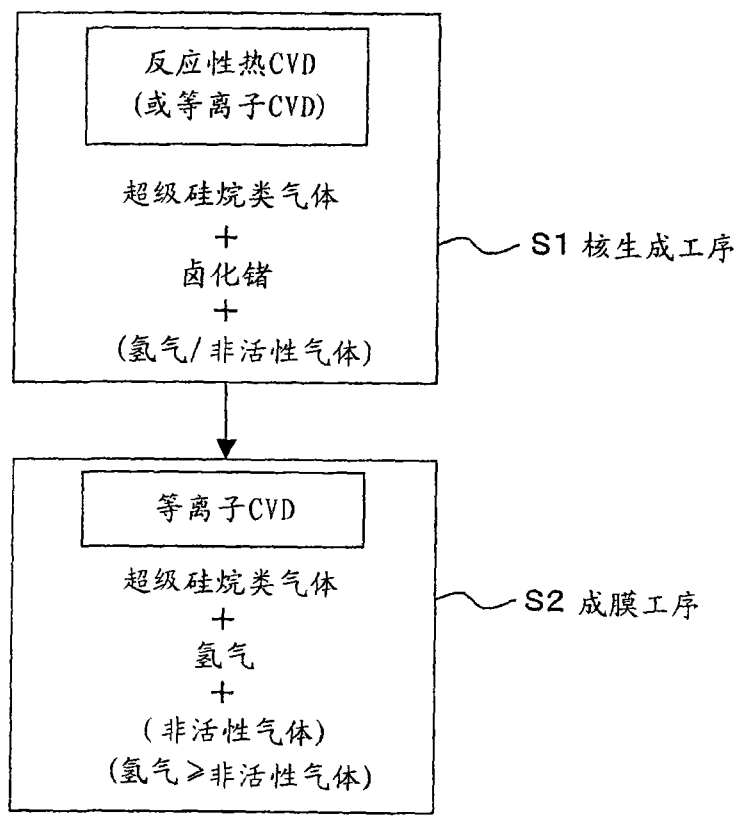 反应性热CVD
(或等离子CVD)
超级硅烷类气体
+
卤化锗
+
(氢气/非活性气体)
S1 核生成工序
等离子CVD
超级硅烷类气体
+
氢气
+
(非活性气体)
(氢气≥非活性气体)
S2 成膜工序